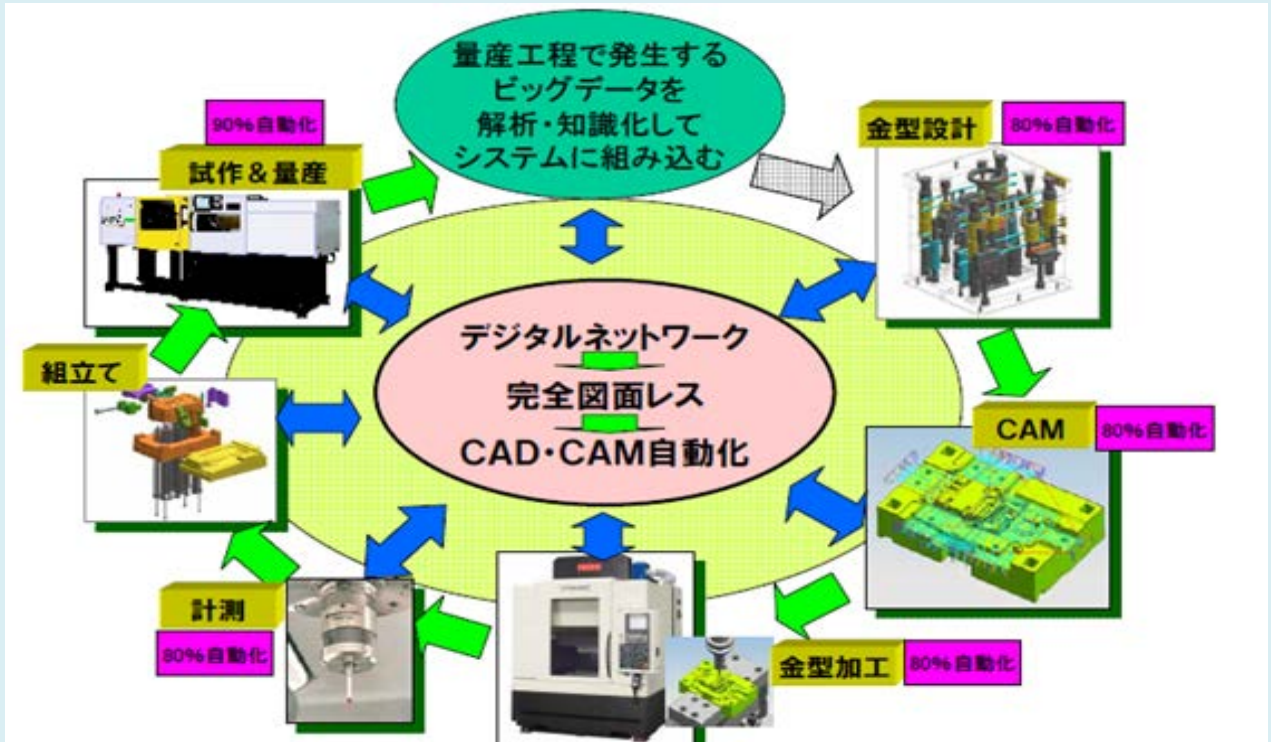 量産工程で発生する
ビッグデータを
解析・知識化して
システムに組み込む
90%自動化
試作＆量産
金型設計
80%自動化
デジタルネットワーク
完全図面レス
CAD・CAM自動化
組立て
CAM
80%自動化
計測
80%自動化
金型加工
80%自動化